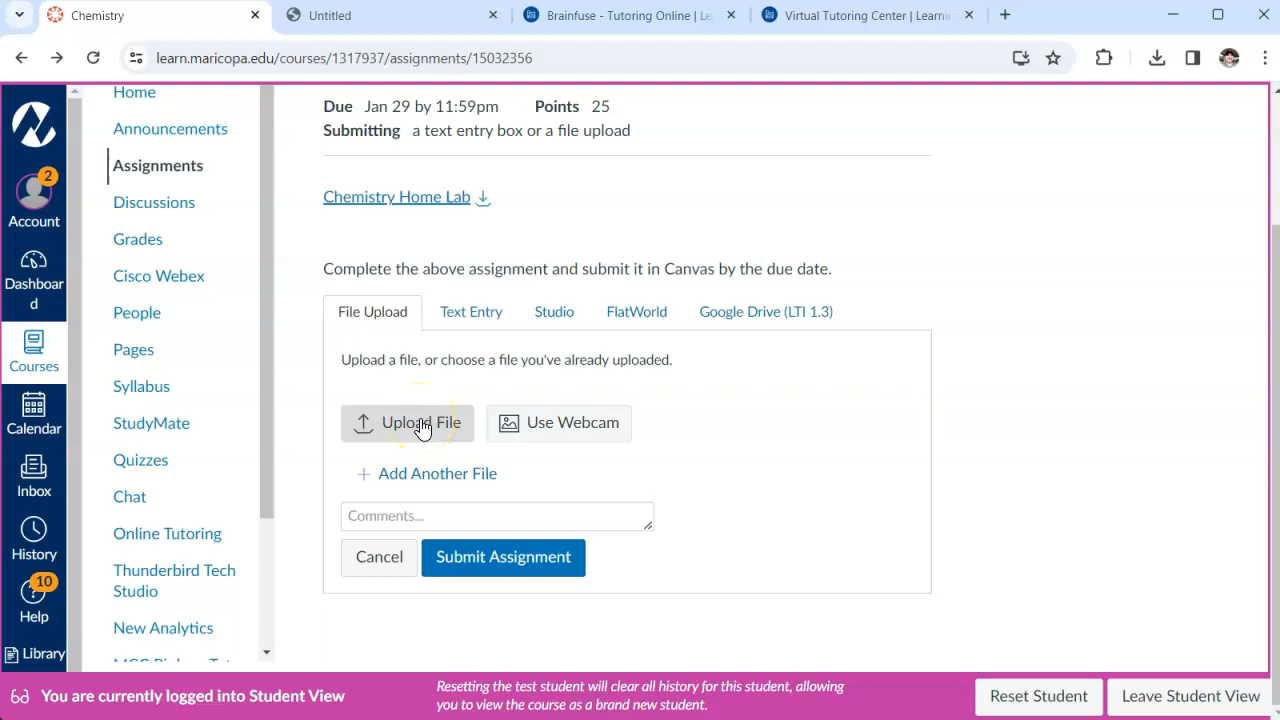 Chemistry
Untitled
Brainfuse - Tutoring Online | Le
Virtual Tutoring Center | Learnin
learn.maricopa.edu/courses/1317937/assignments/15032356
2
Account
Dashboar
d
Courses
Calendar
Inbox
History
10
Help
Library
Home
Announcements
Assignments
Discussions
Grades
Cisco Webex
People
Pages
Syllabus
StudyMate
Quizzes
Chat
Online Tutoring
Thunderbird Tech
Studio
New Analytics
Due Jan 29 by 11:59pm Points 25
Submitting a text entry box or a file upload
Chemistry Home Lab
Complete the above assignment and submit it in Canvas by the due date.
File Upload Text Entry Studio FlatWorld Google Drive (LTI 1.3)
Upload a file, or choose a file you've already uploaded.
Upload File Use Webcam
+ Add Another File
Comments...
Cancel Submit Assignment
You are currently logged into Student View
Resetting the test student will clear all history for this student, allowing
you to view the course as a brand new student.
Reset Student Leave Student View